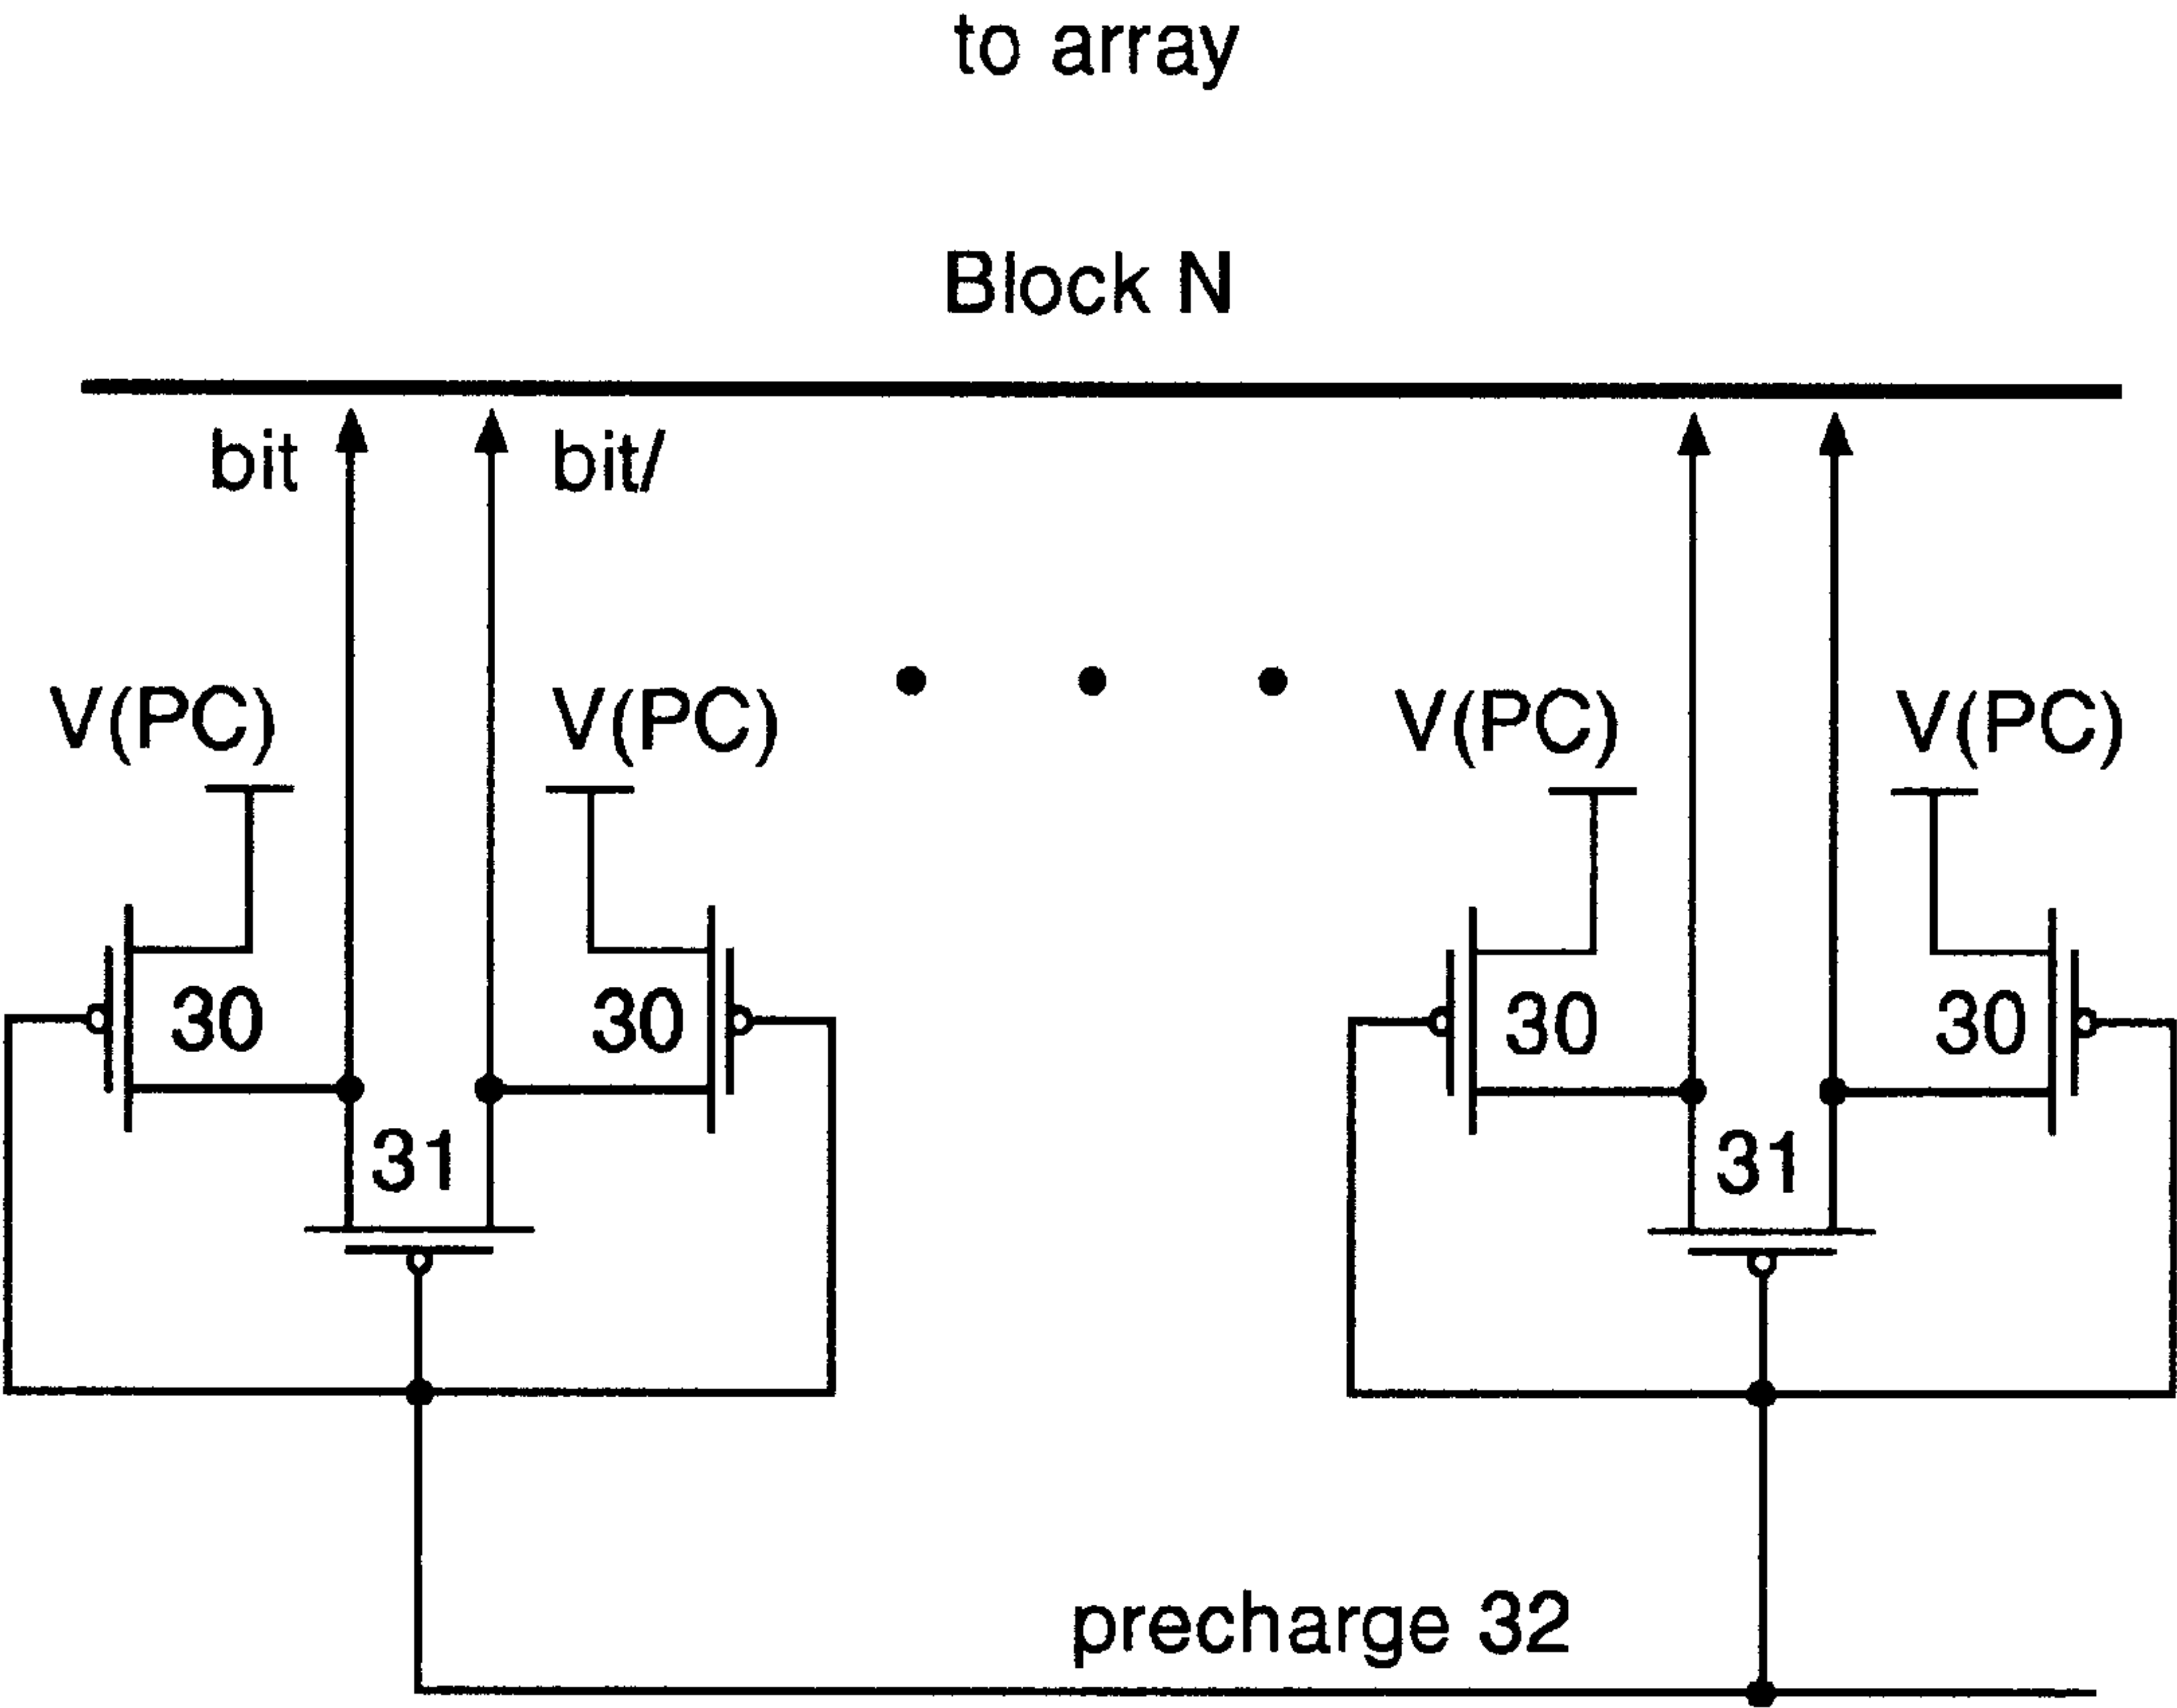 to array
Block N
bit
bit/
V(PC)
V(PC)
V(PC)
V(PC)
30
30
30
30
31
31
precharge 32